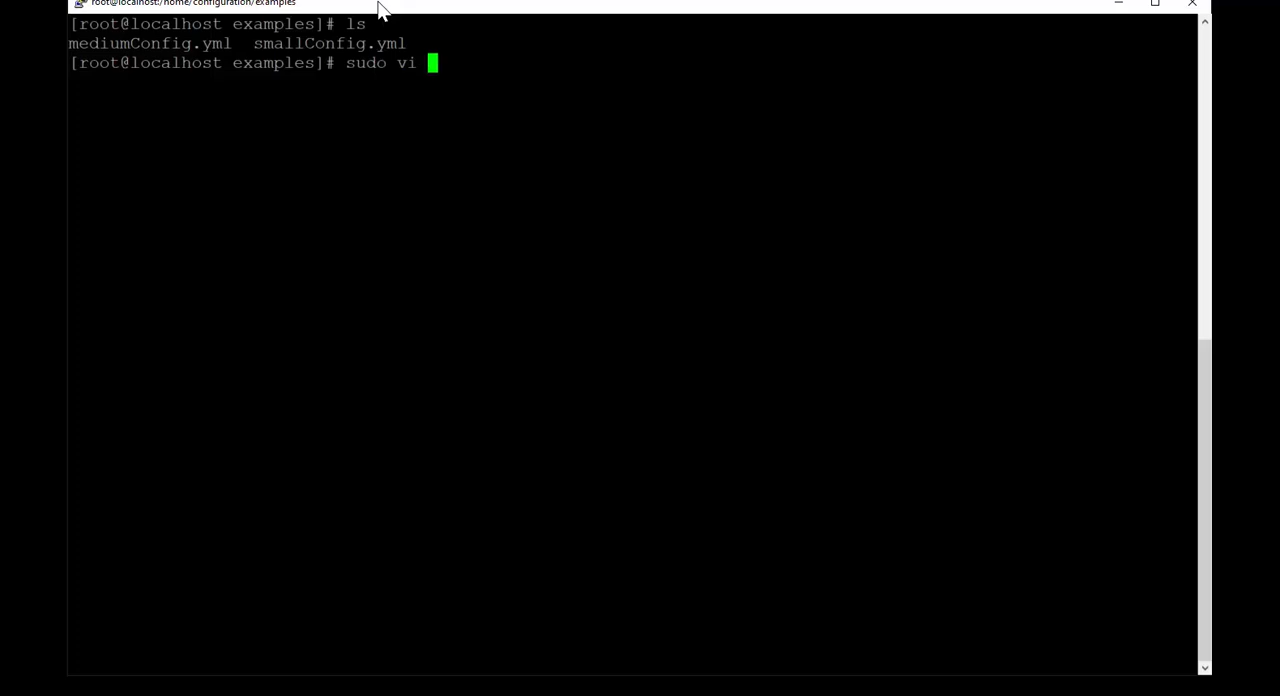 root@localhost:/home/configuration/examples
[root@localhost examples]# ls
mediumConfig.yml  smallConfig.yml
[root@localhost examples]# sudo vi